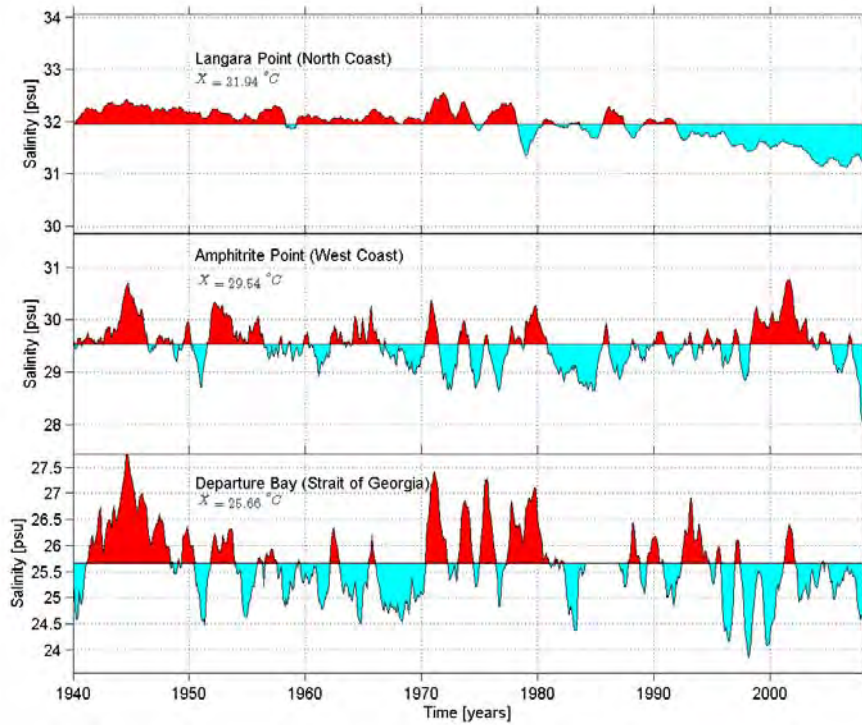 34
33
32
31
30
Salinity [psu]
Langara Point (North Coast)
X = 31.94 °C
31
30
29
28
Salinity [psu]
Amphitrite Point (West Coast)
X = 29.54 °C
27.5
27
26.5
26
25.5
25
24.5
24
Salinity [psu]
Departure Bay (Strait of Georgia)
X = 25.66 °C
1940 1950 1960 1970 1980 1990 2000
Time [years]